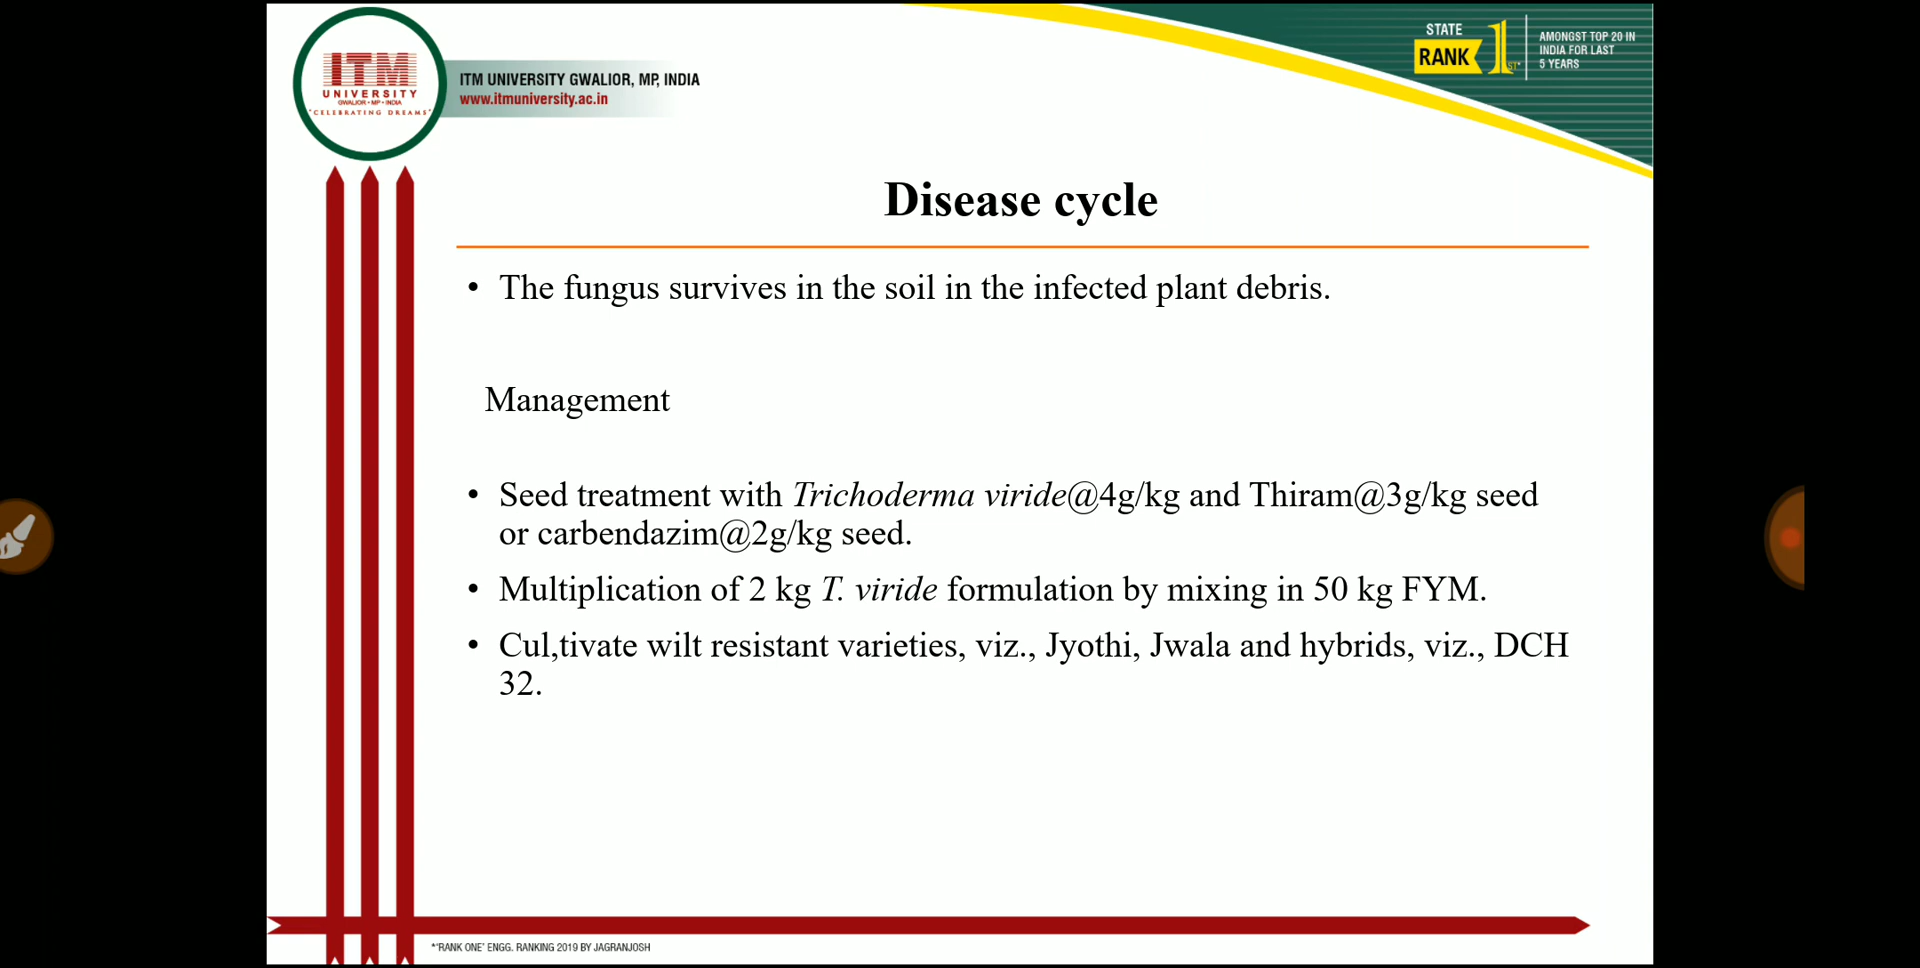 ITM
UNIVERSITY
GWALIOR • MP • INDIA
"CELEBRATING DREAMS"
ITM UNIVERSITY GWALIOR, MP, INDIA
www.itmuniversity.ac.in
STATE
RANK 1ST*
AMONGST TOP 20 IN
INDIA FOR LAST
5 YEARS
Disease cycle
• The fungus survives in the soil in the infected plant debris.
Management
• Seed treatment with Trichoderma viride@4g/kg and Thiram@3g/kg seed
or carbendazim@2g/kg seed.
• Multiplication of 2 kg T. viride formulation by mixing in 50 kg FYM.
• Cul,tivate wilt resistant varieties, viz., Jyothi, Jwala and hybrids, viz., DCH
32.
*"RANK ONE" ENGG. RANKING 2019 BY JAGRANJOSH